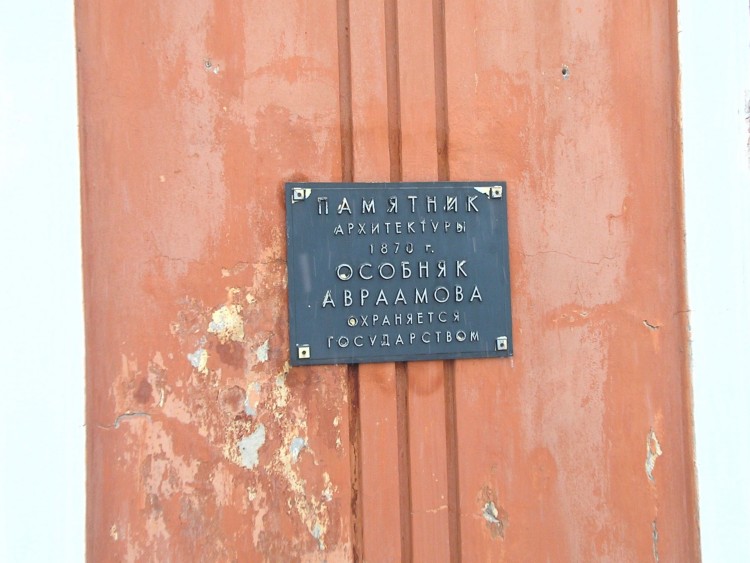 ПАМЯТНИК
АРХИТЕКТУРЫ
1870 г.
ОСОБНЯК
АВРААМОВА
ОХРАНЯЕТСЯ
ГОСУДАРСТВОМ